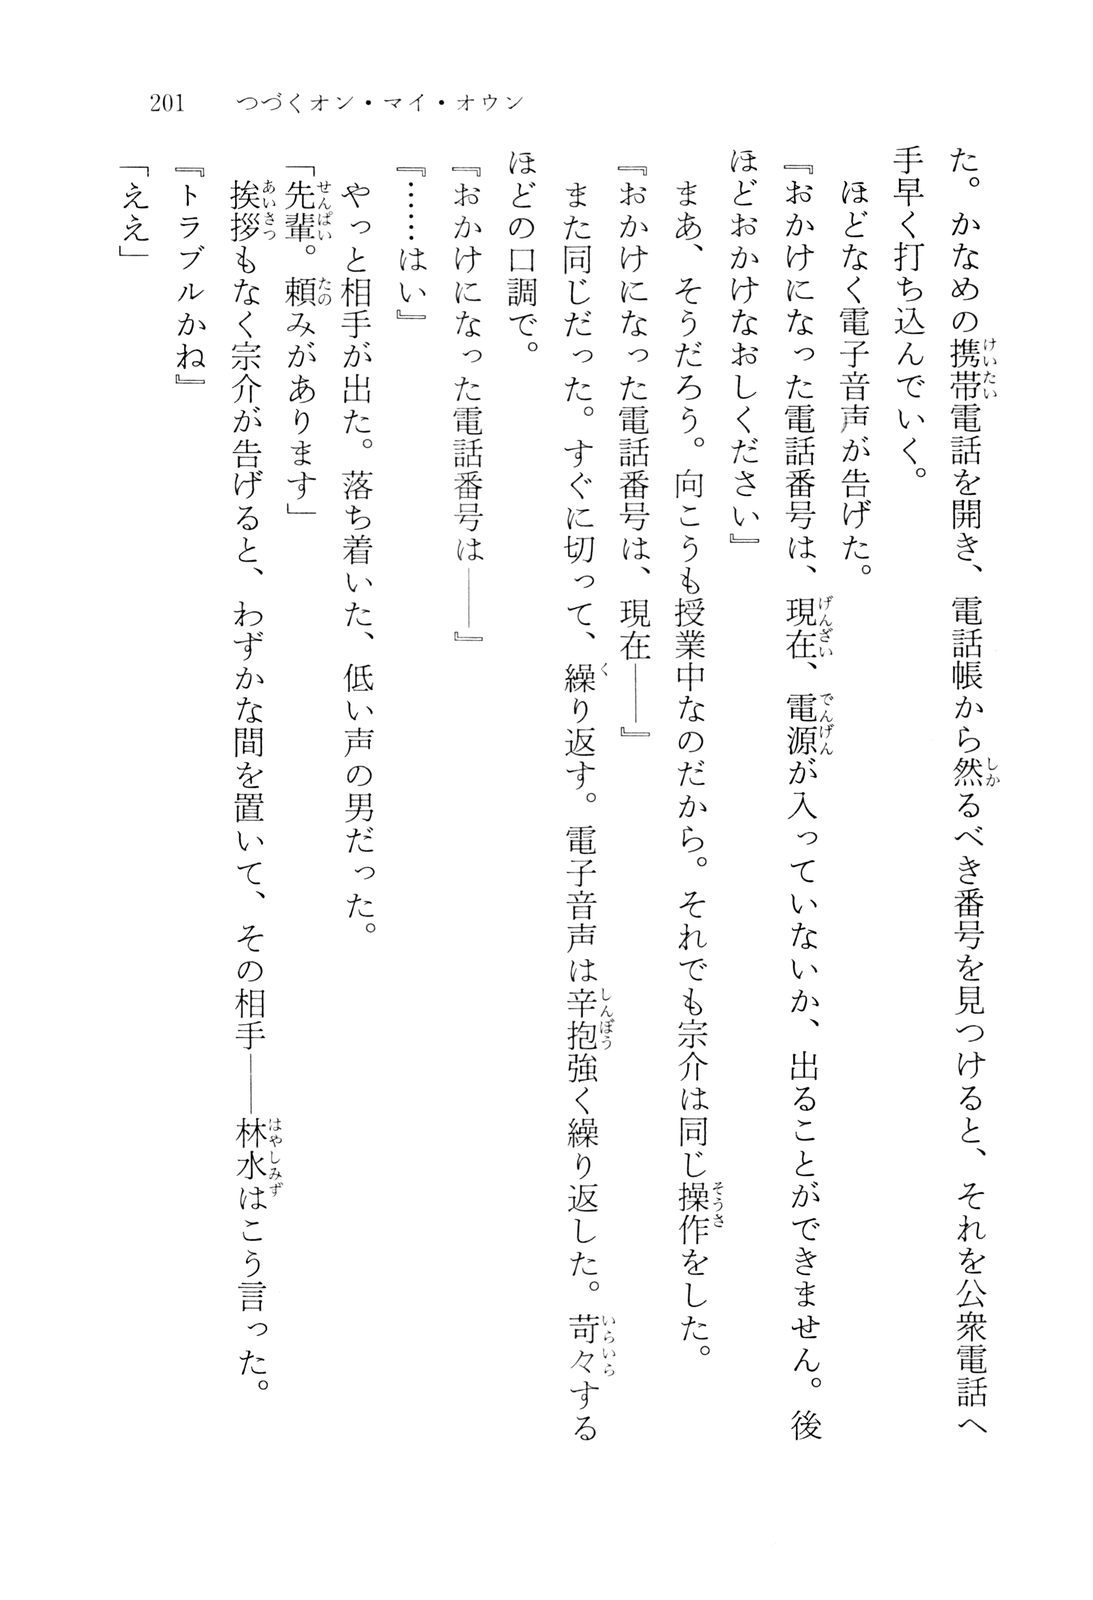 201　つづくオン・マイ・オウン
た。かなめの携帯電話を開き、電話帳から然るべき番号を見つけると、それを公衆電話へ
手早く打ち込んでいく。
　ほどなく電子音声が告げた。
『おかけになった電話番号は、現在、電源が入っていないか、出ることができません。後
ほどおかけなおしください』
　まあ、そうだろう。向こうも授業中なのだから。それでも宗介は同じ操作をした。
『おかけになった電話番号は、現在――』
　また同じだった。すぐに切って、繰り返す。電子音声は辛抱強く繰り返した。苛々する
ほどの口調で。
『おかけになった電話番号は――』
『……はい』
　やっと相手が出た。落ち着いた、低い声の男だった。
「先輩。頼みがあります」
　挨拶もなく宗介が告げると、わずかな間を置いて、その相手――林水はこう言った。
『トラブルかね』
「ええ」